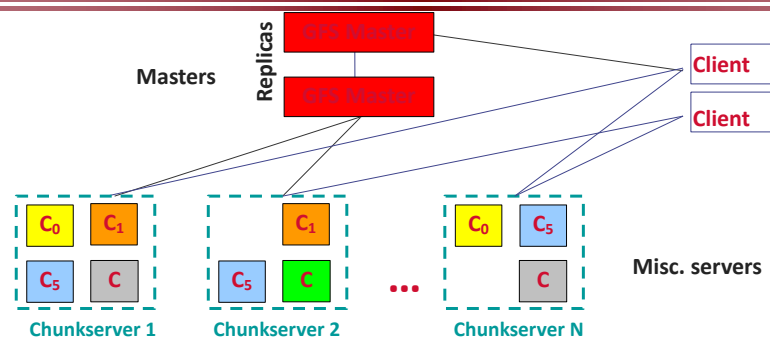 Replicas
GFS Master
Masters
GFS Master
Client
Client
C₀ C₁
C₅ C
C₁
C₅ C
...
C₀ C₅
C
Misc. servers
Chunkserver 1
Chunkserver 2
Chunkserver N